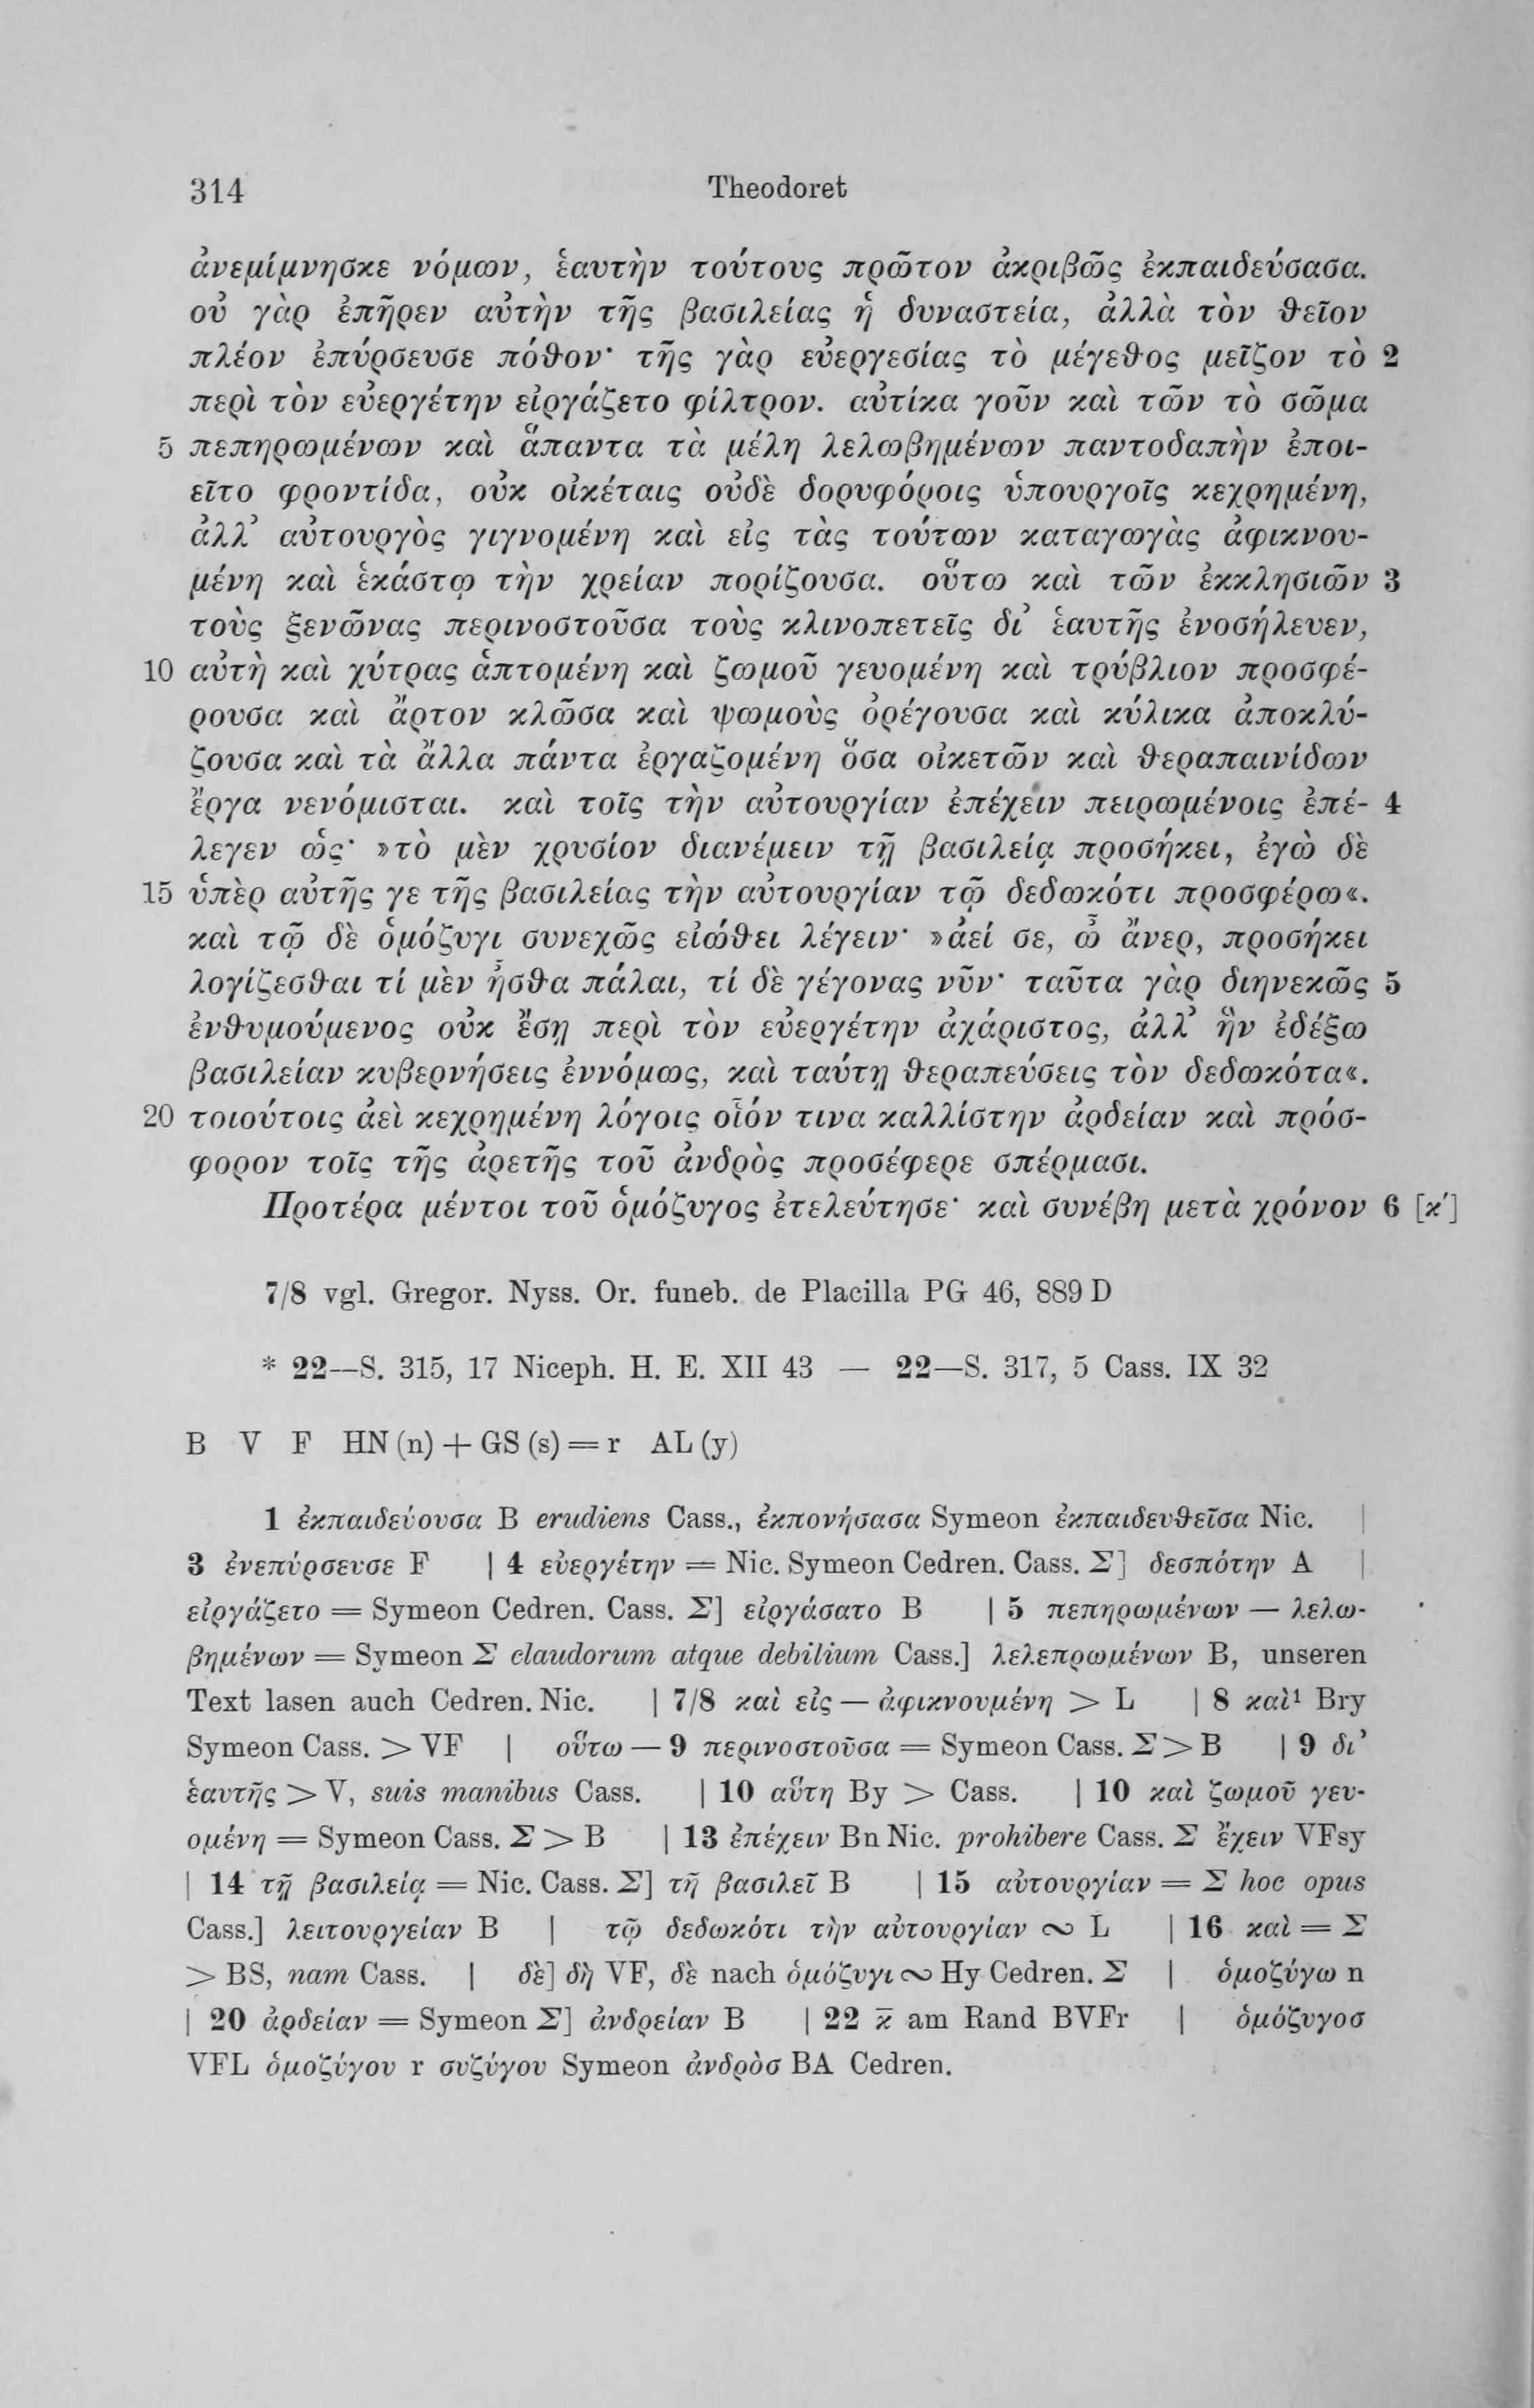 314 Theodoret
ἀνεμίμνησκε νόμων, ἑαυτὴν τούτους πρῶτον ἀκριβῶς ἐκπαιδεύσασα.
οὐ γὰρ ἐπῆρεν αὐτὴν τῆς βασιλείας ἡ δυναστεία, ἀλλὰ τὸν θεῖον
πλέον ἐπύρσευσε πόθον· τῆς γὰρ εὐεργεσίας τὸ μέγεθος μεῖζον τὸ 2
περὶ τὸν εὐεργέτην εἰργάζετο φίλτρον. αὐτίκα γοῦν καὶ τῶν τὸ σῶμα
5 πεπηρωμένων καὶ ἅπαντα τὰ μέλη λελωβημένων παντοδαπὴν ἐποι-
εῖτο φροντίδα, οὐκ οἰκέταις οὐδὲ δορυφόροις ὑπουργοῖς κεχρημένη,
ἀλλ’ αὐτουργὸς γιγνομένη καὶ εἰς τὰς τούτων καταγωγὰς ἀφικνου-
μένη καὶ ἑκάστῳ τὴν χρείαν πορίζουσα. οὕτω καὶ τῶν ἐκκλησιῶν 3
τοὺς ξενῶνας περινοστοῦσα τοὺς κλινοπετεῖς δι’ ἑαυτῆς ἐνοσήλευεν,
10 αὐτὴ καὶ χύτρας ἁπτομένη καὶ ζωμοῦ γευομένη καὶ τρύβλιον προσφέ-
ρουσα καὶ ἄρτον κλῶσα καὶ ψωμοὺς ὀρέγουσα καὶ κύλικα ἀποκλύ-
ζουσα καὶ τὰ ἄλλα πάντα ἐργαζομένη ὅσα οἰκετῶν καὶ θεραπαινίδων
ἔργα νενόμισται. καὶ τοῖς τὴν αὐτουργίαν ἐπέχειν πειρωμένοις ἐπέ- 4
λεγεν ὡς· »τὸ μὲν χρυσίον διανέμειν τῇ βασιλείᾳ προσήκει, ἐγὼ δὲ
15 ὑπὲρ αὐτῆς γε τῆς βασιλείας τὴν αὐτουργίαν τῷ δεδωκότι προσφέρω«.
καὶ τῷ δὲ ὁμόζυγι συνεχῶς εἰώθει λέγειν· »ἀεί σε, ὦ ἄνερ, προσήκει
λογίζεσθαι τί μὲν ἦσθα πάλαι, τί δὲ γέγονας νῦν· ταῦτα γὰρ διηνεκῶς 5
ἐνθυμούμενος οὐκ ἔσῃ περὶ τὸν εὐεργέτην ἀχάριστος, ἀλλ’ ἣν ἐδέξω
βασιλείαν κυβερνήσεις ἐννόμως, καὶ ταύτῃ θεραπεύσεις τὸν δεδωκότα«.
20 τοιούτοις ἀεὶ κεχρημένη λόγοις οἷόν τινα καλλίστην ἀρδείαν καὶ πρόσ-
φορον τοῖς τῆς ἀρετῆς τοῦ ἀνδρὸς προσέφερε σπέρμασι.
Προτέρα μέντοι τοῦ ὁμόζυγος ἐτελεύτησε· καὶ συνέβη μετὰ χρόνον 6 [κ′]
7/8 vgl. Gregor. Nyss. Or. funeb. de Placilla PG 46, 889 D
* 22—S. 315, 17 Niceph. H. E. XII 43 — 22—S. 317, 5 Cass. IX 32
B V F HN (n) + GS (s) = r AL (y)
1 ἐκπαιδεύουσα B erudiens Cass., ἐκπονήσασα Symeon ἐκπαιδευθεῖσα Nic. |
3 ἐνεπύρσευσε F | 4 εὐεργέτην = Nic. Symeon Cedren. Cass. Σ] δεσπότην A |
εἰργάζετο = Symeon Cedren. Cass. Σ] εἰργάσατο B | 5 πεπηρωμένων — λελω-
βημένων = Symeon Σ claudorum atque debilium Cass.] λελεπρωμένων B, unseren
Text lasen auch Cedren. Nic. | 7/8 καὶ εἰς — ἀφικνουμένη > L | 8 καὶ¹ Bry
Symeon Cass. > VF | οὕτω — 9 περινοστοῦσα = Symeon Cass. Σ > B | 9 δι’
ἑαυτῆς > V, suis manibus Cass. | 10 αὕτη By > Cass. | 10 καὶ ζωμοῦ γευ-
ομένη = Symeon Cass. Σ > B | 13 ἐπέχειν Bn Nic. prohibere Cass. Σ ἔχειν VFsy
| 14 τῇ βασιλείᾳ = Nic. Cass. Σ] τῆ βασιλεῖ B | 15 αὐτουργίαν = Σ hoc opus
Cass.] λειτουργείαν B | τῷ δεδωκότι τὴν αὐτουργίαν ∾ L | 16 καὶ = Σ
> BS, nam Cass. | δὲ] δὴ VF, δὲ nach ὁμόζυγι ∾ Hy Cedren. Σ | ὁμοζύγω n
| 20 ἀρδείαν = Symeon Σ] ἀνδρείαν B | 22 κ̅ am Rand BVFr | ὁμόζυγοσ
VFL ὁμοζύγου r συζύγου Symeon ἀνδρὸσ BA Cedren.